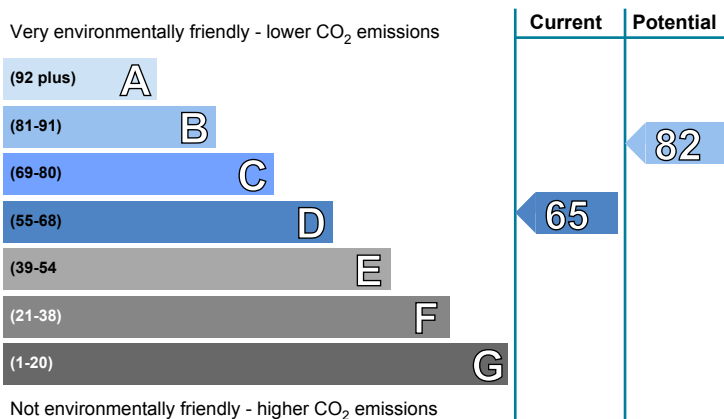 Current Potential
Very environmentally friendly - lower CO2 emissions
(92 plus) A
(81-91) B
82
(69-80) C
(55-68) D
65
(39-54 E
(21-38) F
(1-20) G
Not environmentally friendly - higher CO2 emissions